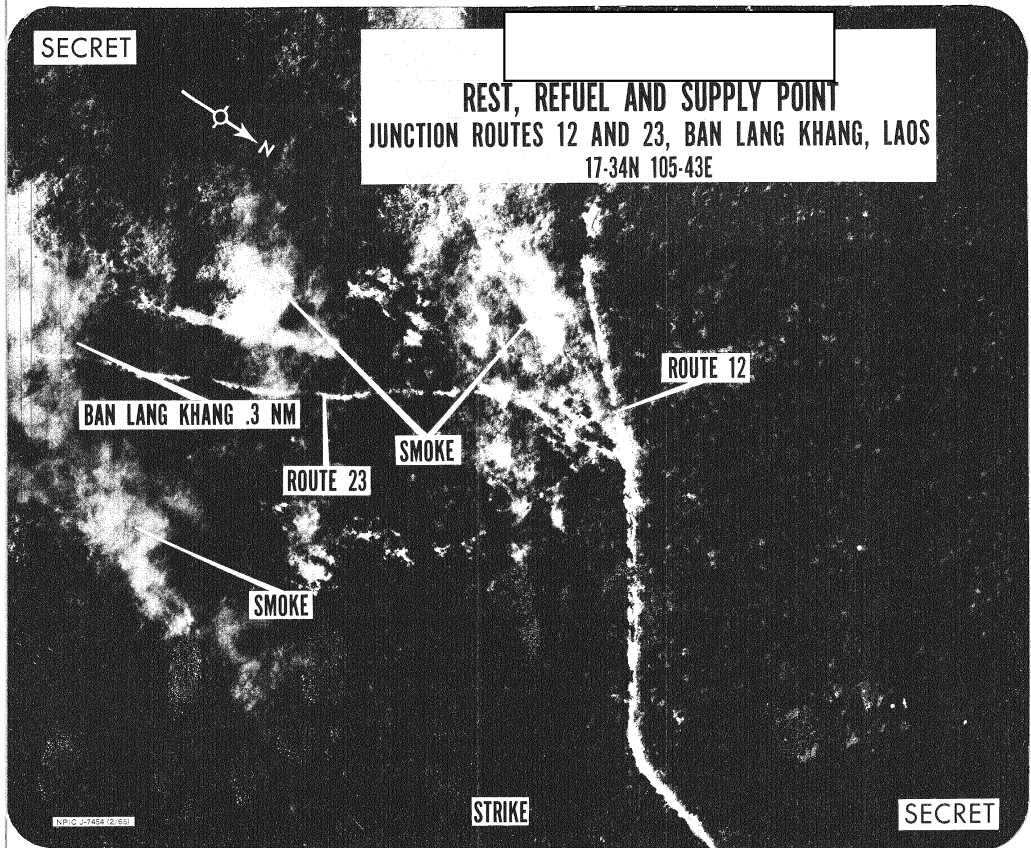 SECRET
REST, REFUEL AND SUPPLY POINT
JUNCTION ROUTES 12 AND 23, BAN LANG KHANG, LAOS
17-34N 105-43E
N
ROUTE 12
BAN LANG KHANG .3 NM
SMOKE
ROUTE 23
SMOKE
STRIKE
SECRET
NPIC J-7454 (2/65)